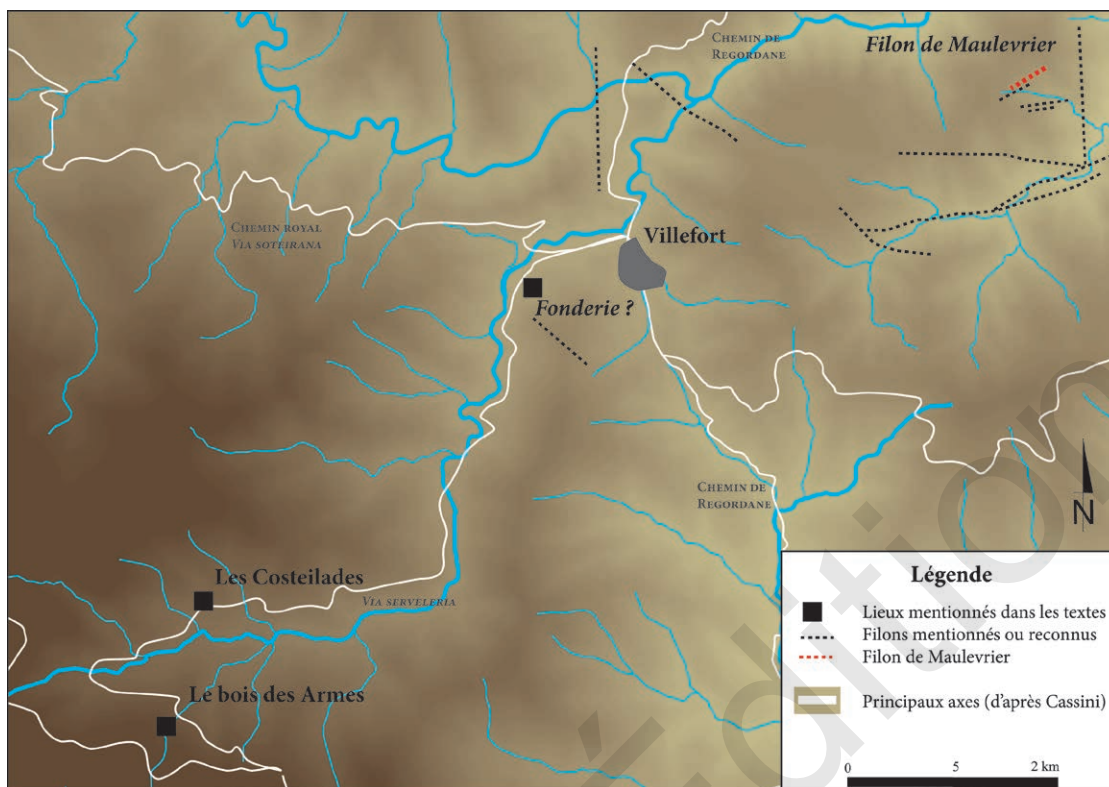 CHEMIN DE
REGORDANE
Filon de Maulevrier
CHEMIN ROYAL
VIA SOTEIRANA
Villefort
Fonderie ?
CHEMIN DE
REGORDANE
N
Les Costeilades
VIA SERVELERIA
Le bois des Armes
Légende
Lieux mentionnés dans les textes
Filons mentionnés ou reconnus
Filon de Maulevrier
Principaux axes (d'après Cassini)
0 5 2 km
Édition